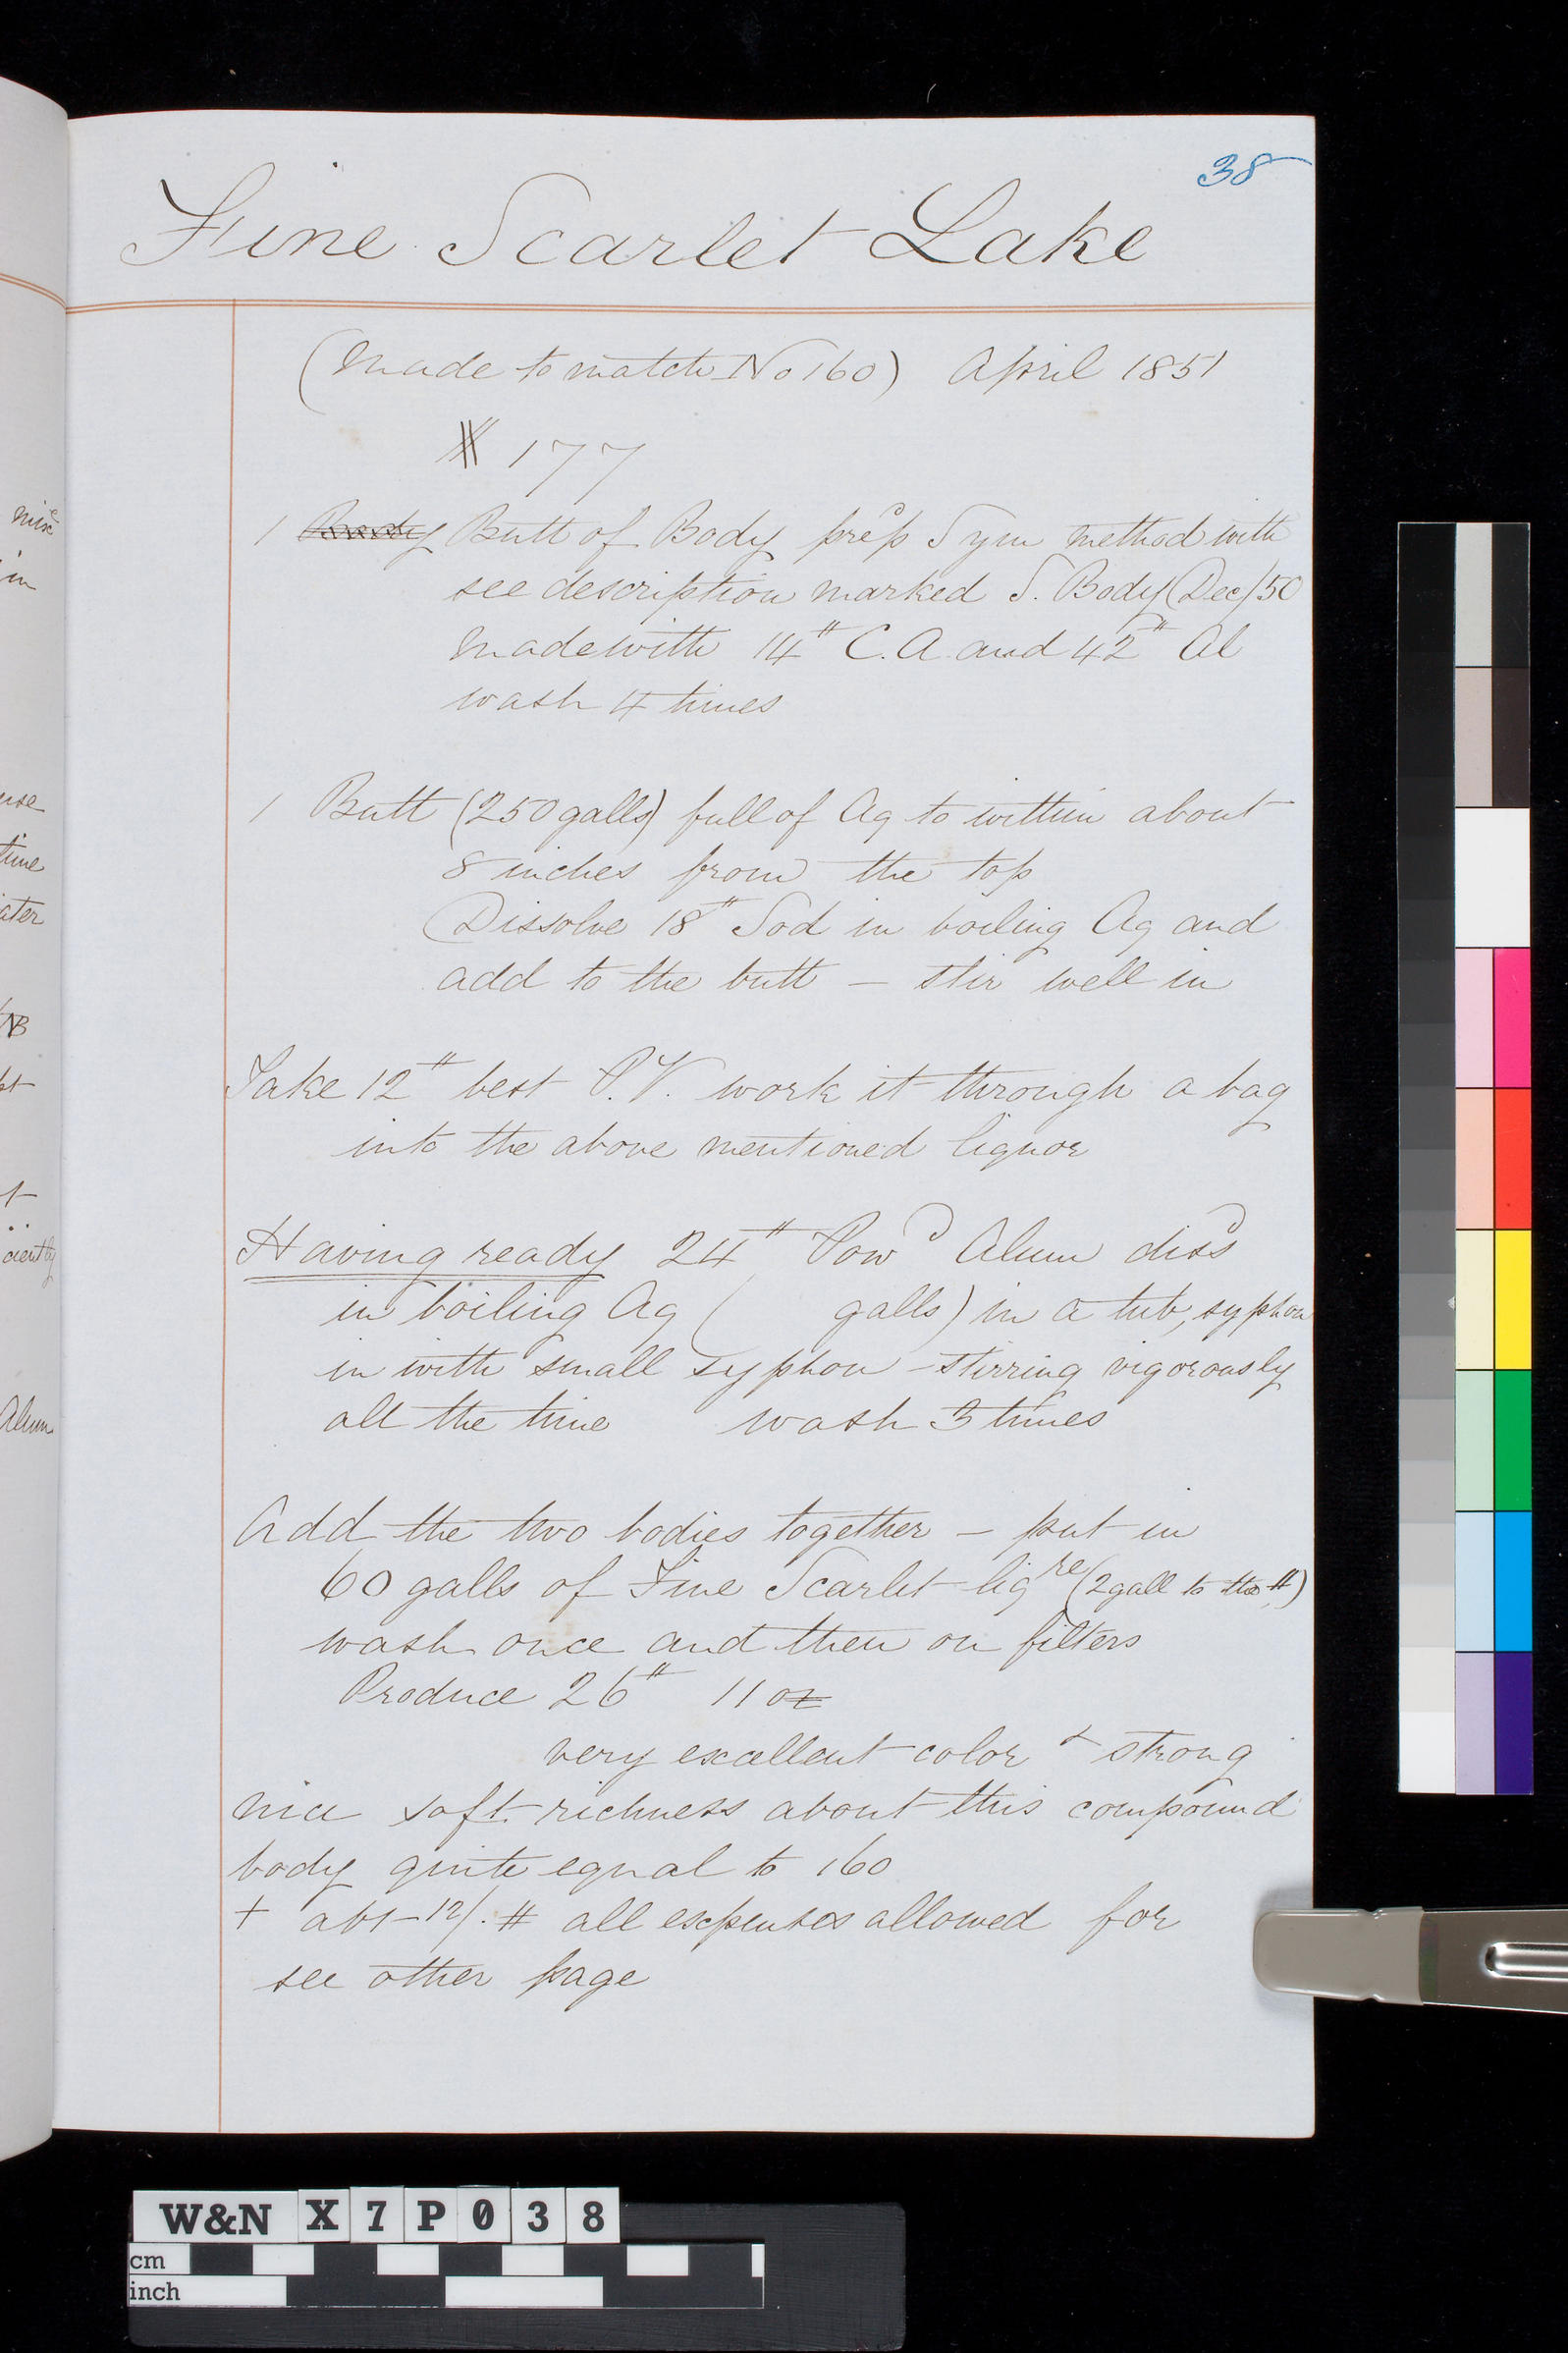 38
Fine Scarlet Lake
(Made to match No 160) April 1851
177
1 Body Butt of Body prep^d Sym method with
see description marked S. Body (Dec/50
Made with 14# C.A. and 42# Al
wash 4 times
1 Butt (250 galls) full of Aq to within about
8 inches from the top
Dissolve 18# Sod in boiling Aq and
add to the butt — stir well in
Take 12# best P.V. work it through a bag
into the above mentioned liquor
Having ready 24# Pow^d Alum diss^d
in boiling Aq ( galls) in a tub, syphon
in with small syphon stirring vigorously
all the time wash 3 times
Add the two bodies together — put in
60 galls of Fine Scarlet liq^re (2 gall to the #)
wash once and then on filters
Produce 26# 11 oz
very excellent color & strong
nice soft richness about this compound
body quite equal to 160
+ abt 12/. # all expenses allowed for
see other page
mix^e
in
time
ater
NB
ciently
Alum
W&N X7P038
cm
inch